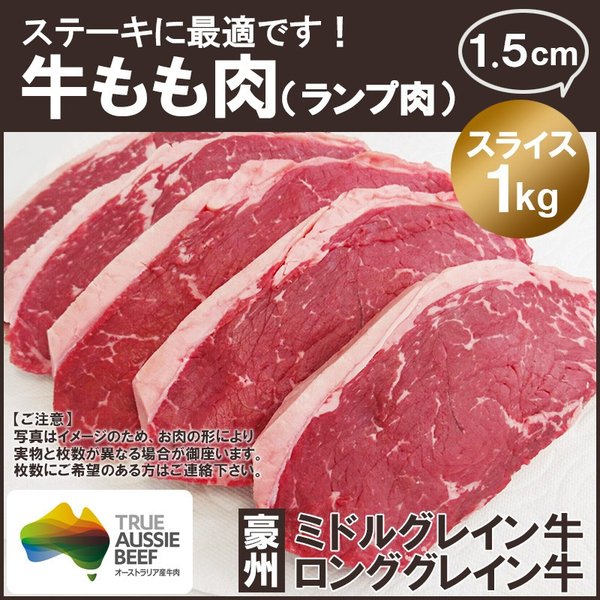 ステーキに最適です！
1.5cm
牛もも肉（ランプ肉）
スライス
1kg
【ご注意】
写真はイメージのため、お肉の形により
実物と枚数が異なる場合が御座います。
枚数にご希望のある方はご連絡下さい。
TRUE
AUSSIE
BEEF
オーストラリア産牛肉
豪州
ミドルグレイン牛
ロンググレイン牛